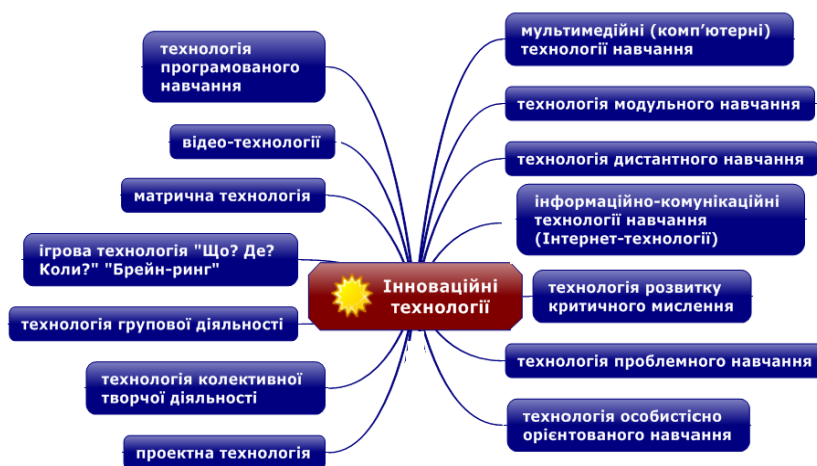 технологія
програмованого
навчання
відео-технології
матрична технологія
ігрова технологія "Що? Де?
Коли?" "Брейн-ринг"
технологія групової діяльності
технологія колективної
творчої діяльності
проектна технологія
Інноваційні
технології
мультимедійні (комп’ютерні)
технології навчання
технологія модульного навчання
технологія дистантного навчання
інформаційно-комунікаційні
технології навчання
(Інтернет-технології)
технологія розвитку
критичного мислення
технологія проблемного навчання
технологія особистісно
орієнтованого навчання